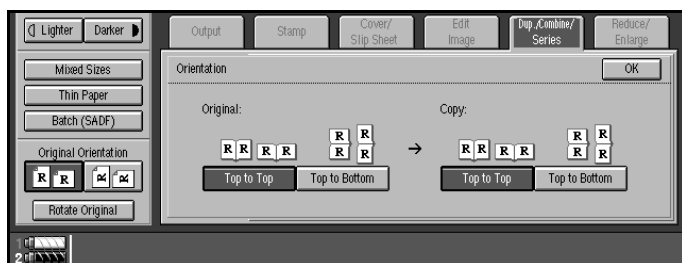 Lighter Darker
Mixed Sizes
Thin Paper
Batch (SADF)
Original Orientation
R R R R
Rotate Original
1
2
Output Stamp Cover/ Slip Sheet Edit Image Dup./Combine/ Series Reduce/ Enlarge
Orientation OK
Original: Copy:
R R R R R R R R → R R R R R R R R
Top to Top Top to Bottom Top to Top Top to Bottom